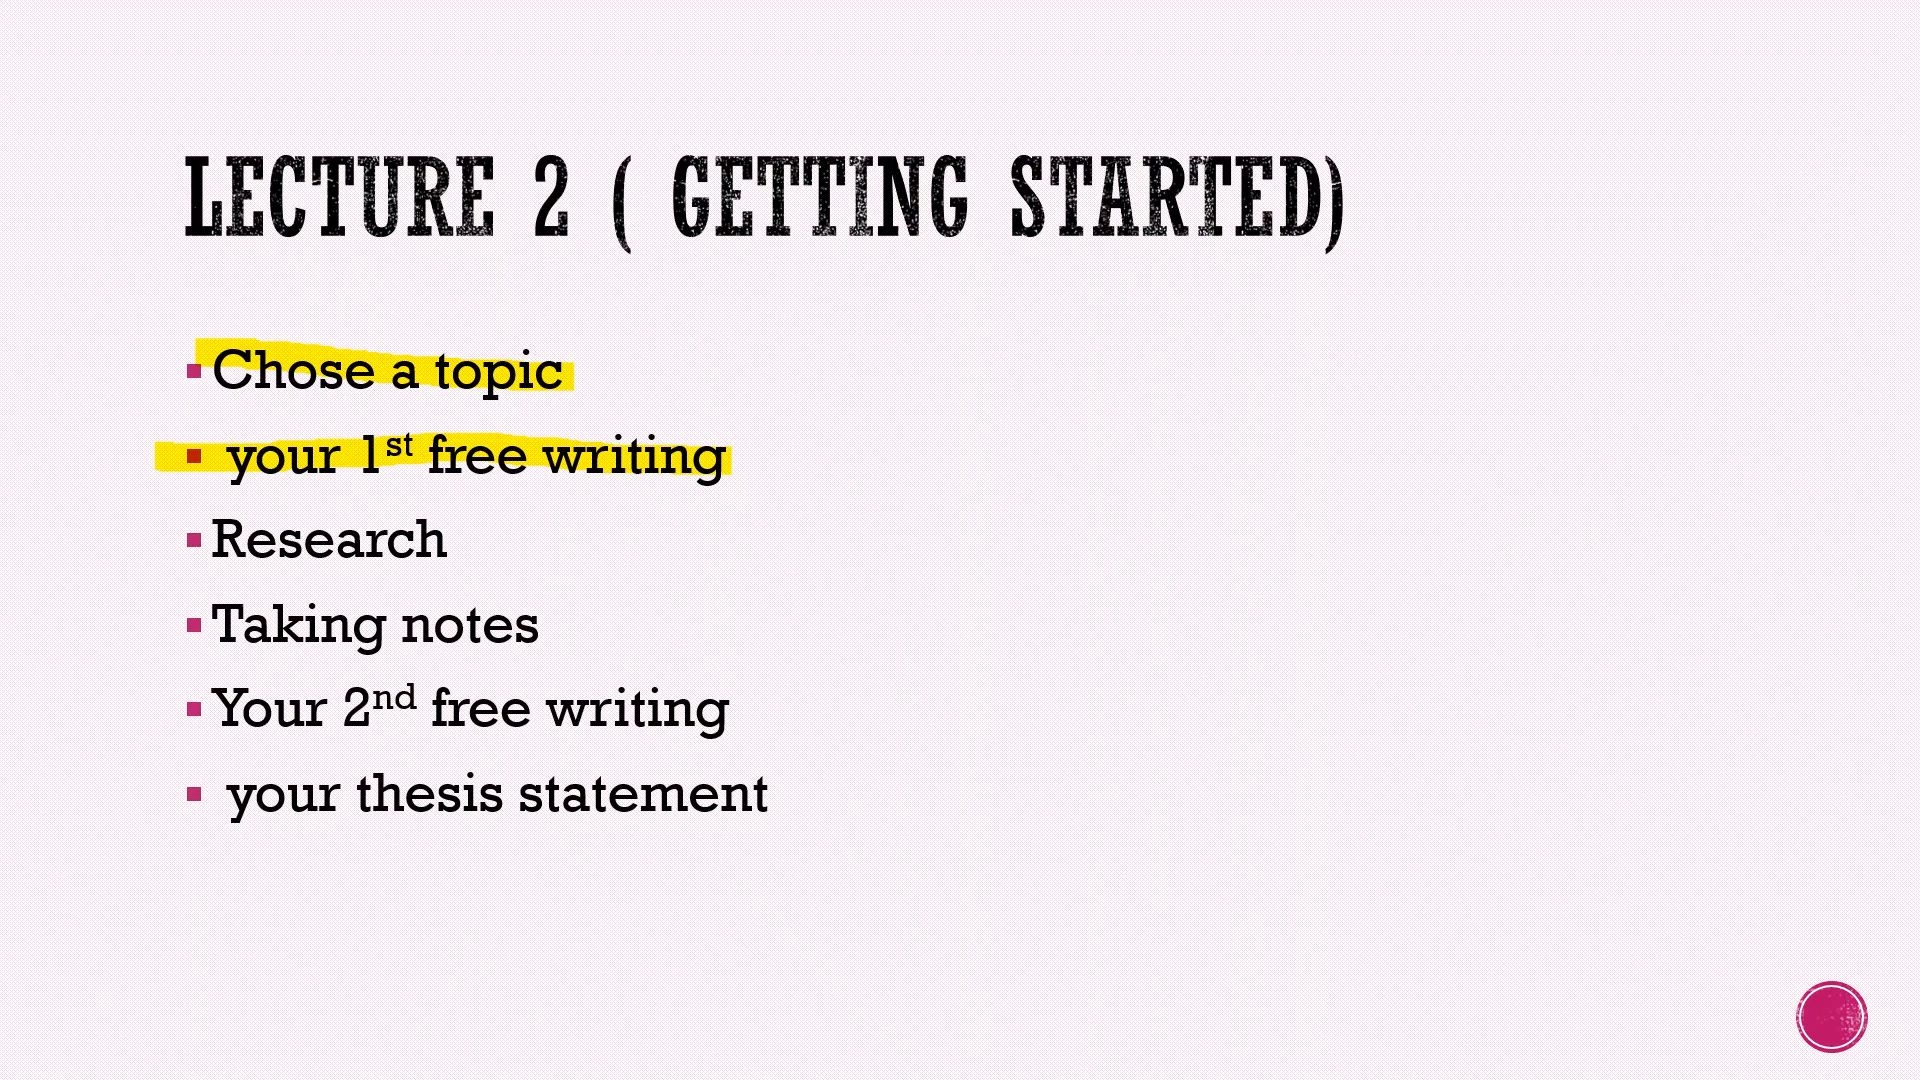 LECTURE 2 ( GETTING STARTED)
Chose a topic
your 1st free writing
Research
Taking notes
Your 2nd free writing
your thesis statement